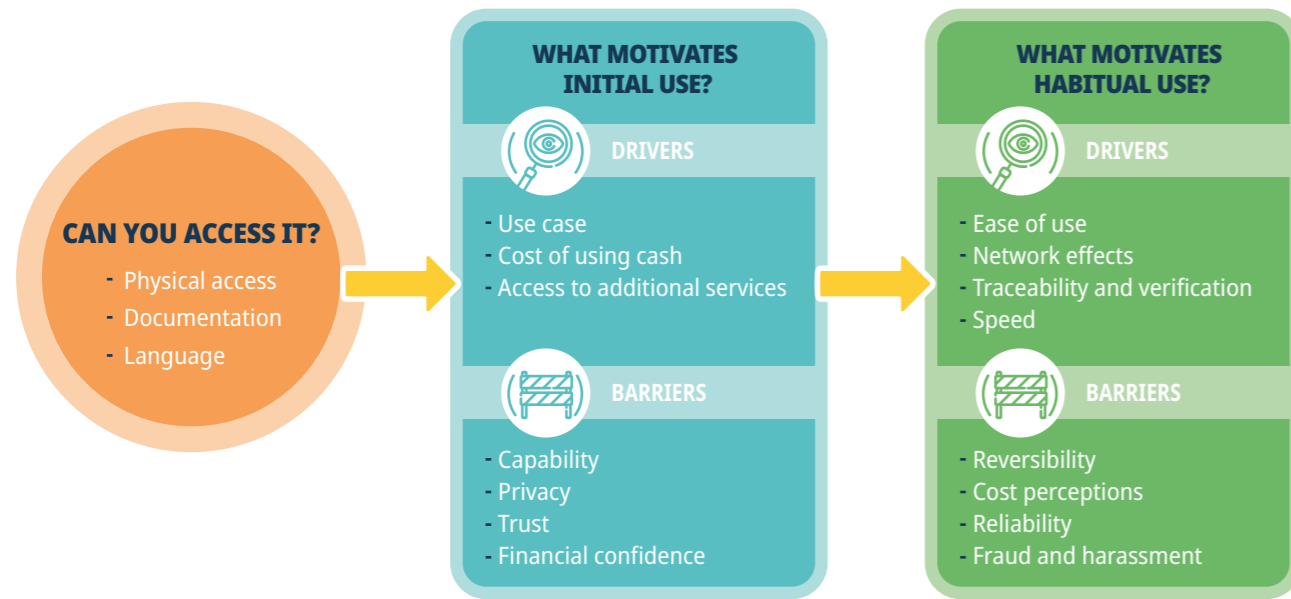 CAN YOU ACCESS IT?
- Physical access
- Documentation
- Language
WHAT MOTIVATES
INITIAL USE?
DRIVERS
- Use case
- Cost of using cash
- Access to additional services
BARRIERS
- Capability
- Privacy
- Trust
- Financial confidence
WHAT MOTIVATES
HABITUAL USE?
DRIVERS
- Ease of use
- Network effects
- Traceability and verification
- Speed
BARRIERS
- Reversibility
- Cost perceptions
- Reliability
- Fraud and harassment